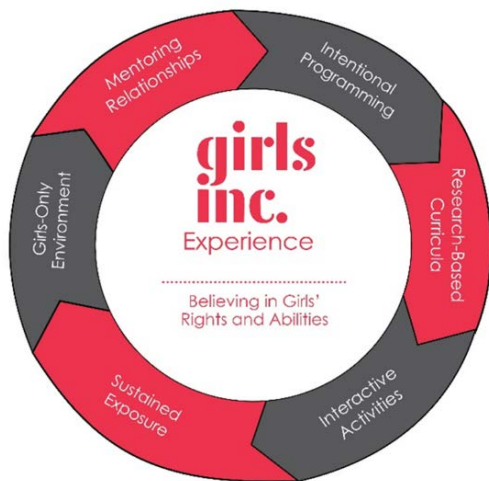 girls
inc.
Experience
Believing in Girls'
Rights and Abilities
Mentoring
Relationships
Intentional
Programming
Research-Based
Curricula
Interactive
Activities
Sustained
Exposure
Girls-Only
Environment